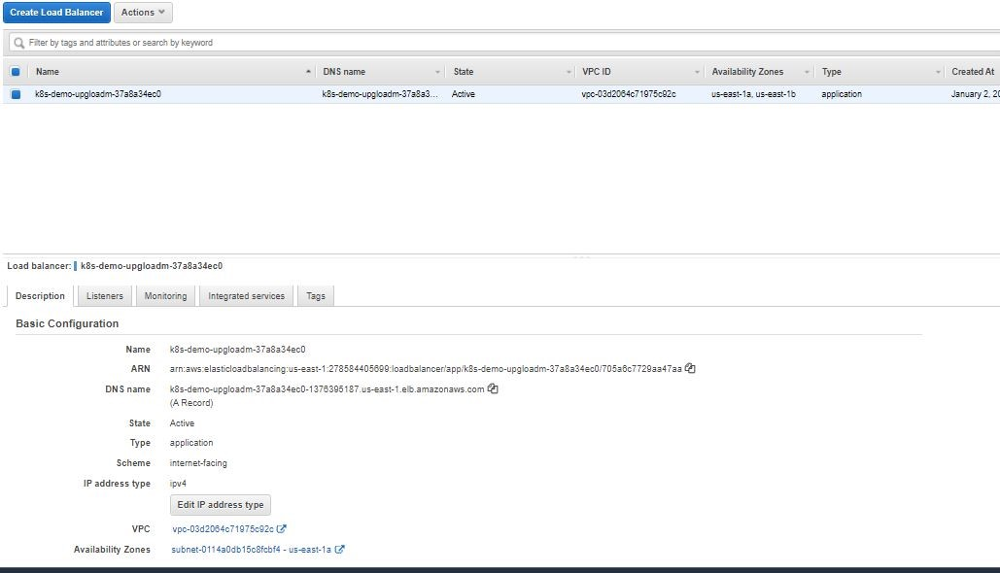 Create Load Balancer Actions
Filter by tags and attributes or search by keyword
Name DNS name State VPC ID Availability Zones Type Created At
k8s-demo-upgloadm-37a8a34ec0 k8s-demo-upgloadm-37a8a3... Active vpc-03d2064c71975c92c us-east-1a, us-east-1b application January 2, 20
Load balancer: k8s-demo-upgloadm-37a8a34ec0
Description Listeners Monitoring Integrated services Tags
Basic Configuration
Name k8s-demo-upgloadm-37a8a34ec0
ARN arn:aws:elasticloadbalancing:us-east-1:278584405699:loadbalancer/app/k8s-demo-upgloadm-37a8a34ec0/705a6c7729aa47aa
DNS name k8s-demo-upgloadm-37a8a34ec0-1376395187.us-east-1.elb.amazonaws.com
(A Record)
State Active
Type application
Scheme internet-facing
IP address type ipv4
Edit IP address type
VPC vpc-03d2064c71975c92c
Availability Zones subnet-0114a0db15c8fcbf4 - us-east-1a